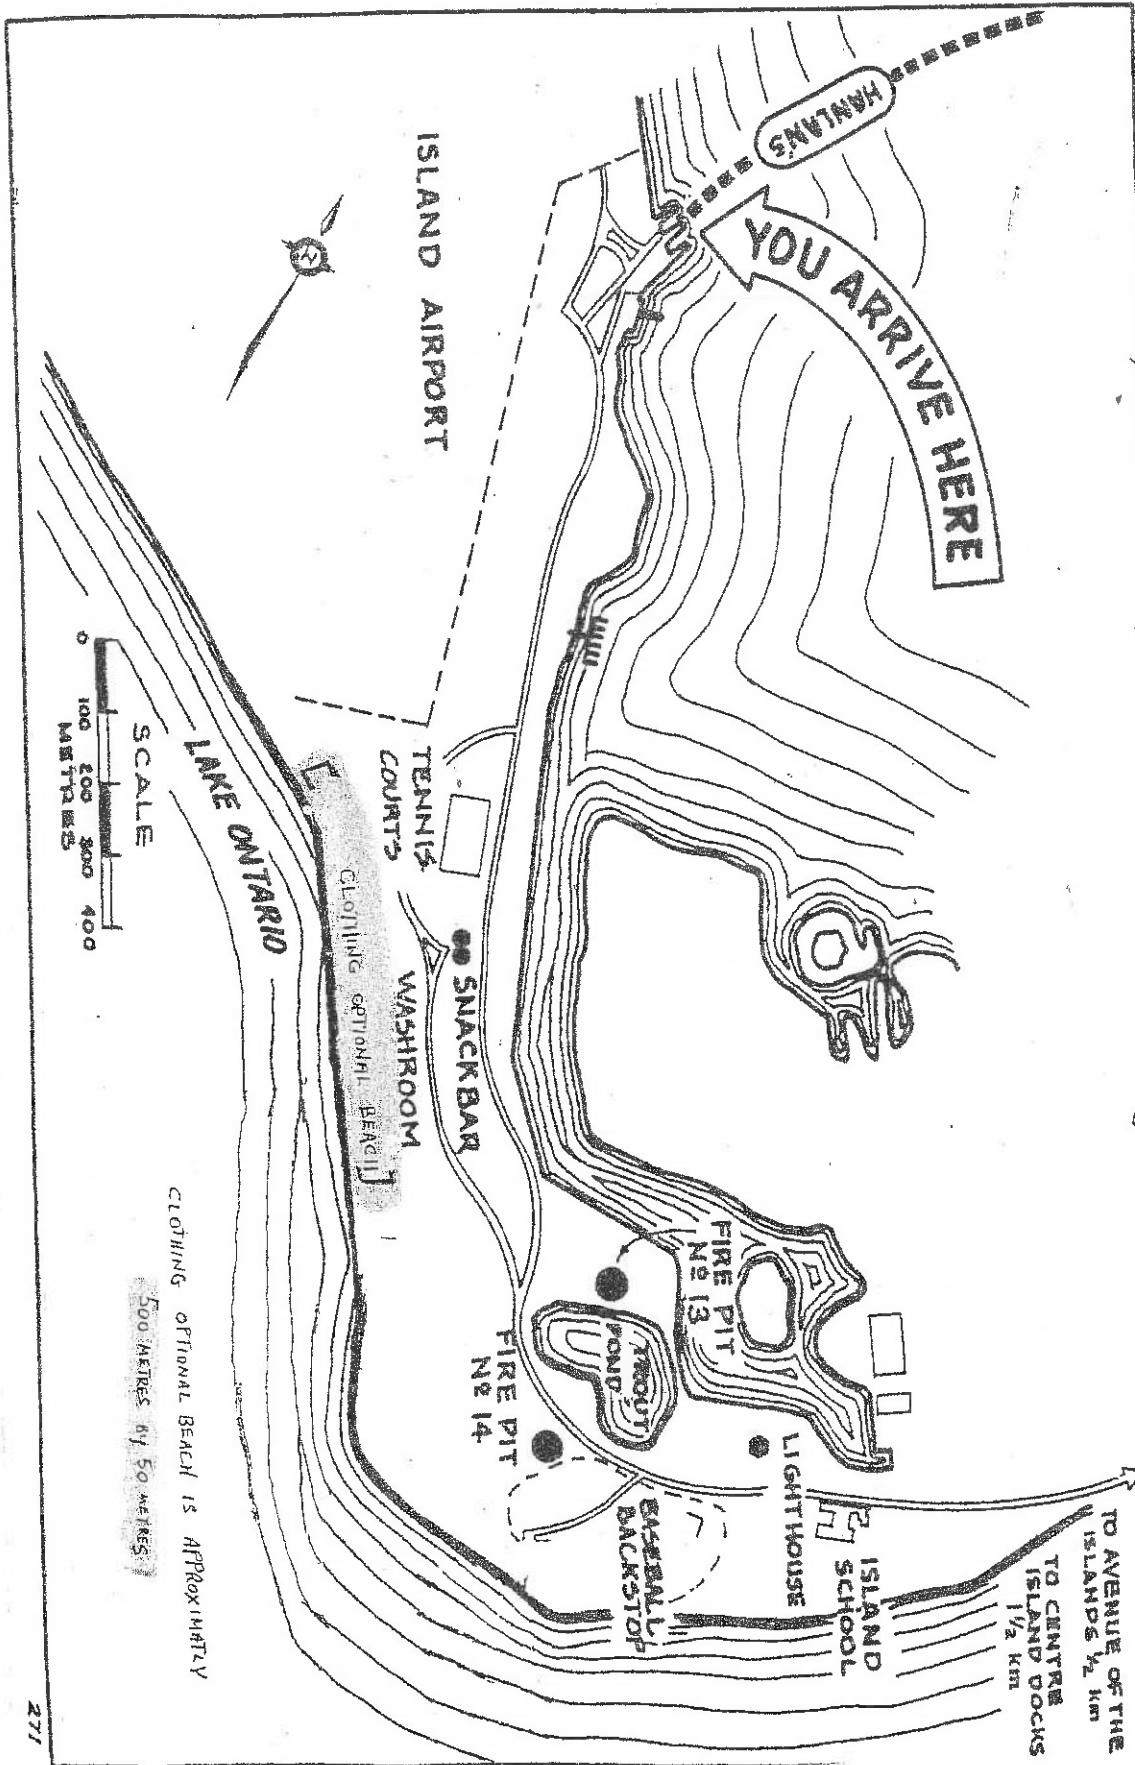 HANLAN'S
YOU ARRIVE HERE
ISLAND AIRPORT
N
TENNIS
COURTS
SNACKBAR
WASHROOM
CLOTHING OPTIONAL BEACH
LAKE ONTARIO
SCALE
0 100 200 300 400
METRES
FIRE PIT
Nº 13
TROUT
POND
FIRE PIT
Nº 14
LIGHTHOUSE
BASEBALL
BACKSTOP
ISLAND
SCHOOL
TO AVENUE OF THE
ISLANDS ½ km
TO CENTRE
ISLAND DOCKS
1½ km
CLOTHING OPTIONAL BEACH IS APPROXIMATLY
500 METRES BY 50 METRES
271